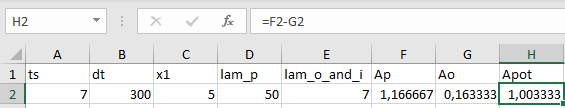 H2 fx =F2-G2
A B C D E F G H
1 ts dt x1 lam_p lam_o_and_i Ap Ao Apot
2 7 300 5 50 7 1,166667 0,163333 1,003333